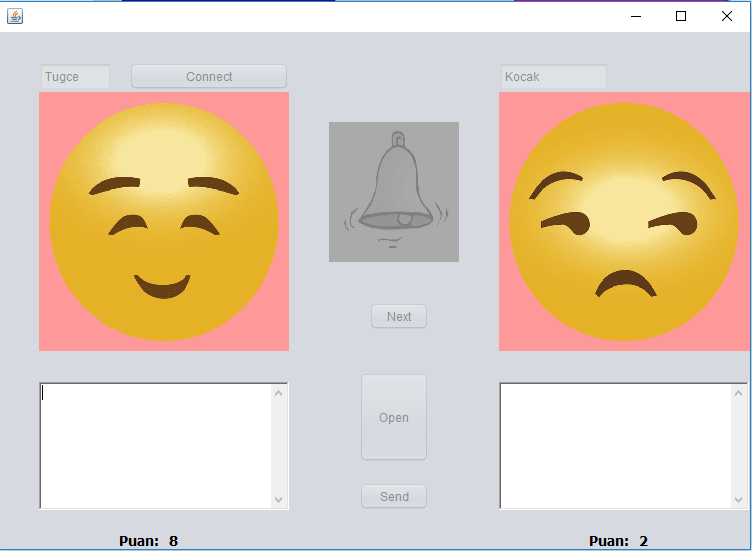 Tugce
Connect
Kocak
Next
Open
Send
Puan: 8
Puan: 2